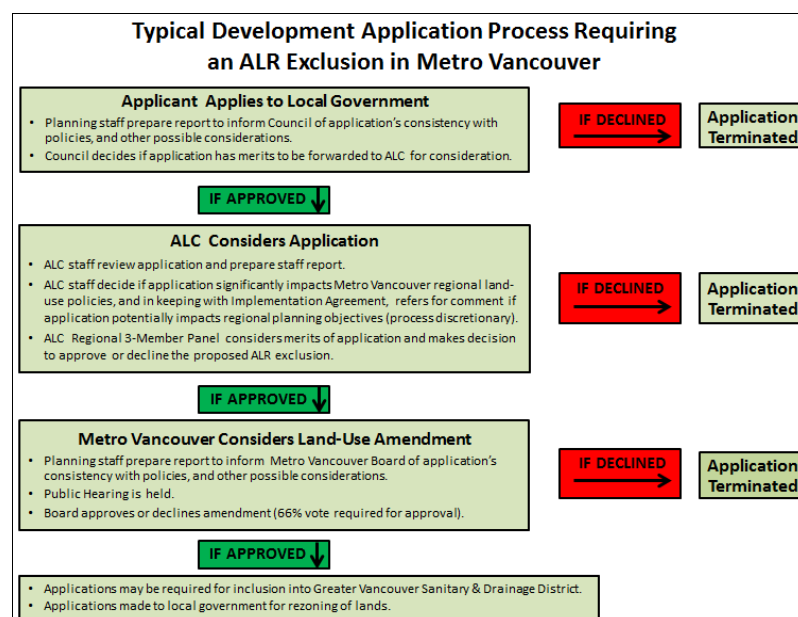 Typical Development Application Process Requiring
an ALR Exclusion in Metro Vancouver
Applicant Applies to Local Government
• Planning staff prepare report to inform Council of application's consistency with
policies, and other possible considerations.
• Council decides if application has merits to be forwarded to ALC for consideration.
IF DECLINED
Application
Terminated
IF APPROVED
ALC Considers Application
• ALC staff review application and prepare staff report.
• ALC staff decide if application significantly impacts Metro Vancouver regional land-
use policies, and in keeping with Implementation Agreement, refers for comment if
application potentially impacts regional planning objectives (process discretionary).
• ALC Regional 3-Member Panel considers merits of application and makes decision
to approve or decline the proposed ALR exclusion.
IF DECLINED
Application
Terminated
IF APPROVED
Metro Vancouver Considers Land-Use Amendment
• Planning staff prepare report to inform Metro Vancouver Board of application's
consistency with policies, and other possible considerations.
• Public Hearing is held.
• Board approves or declines amendment (66% vote required for approval).
IF DECLINED
Application
Terminated
IF APPROVED
• Applications may be required for inclusion into Greater Vancouver Sanitary & Drainage District.
• Applications made to local government for rezoning of lands.